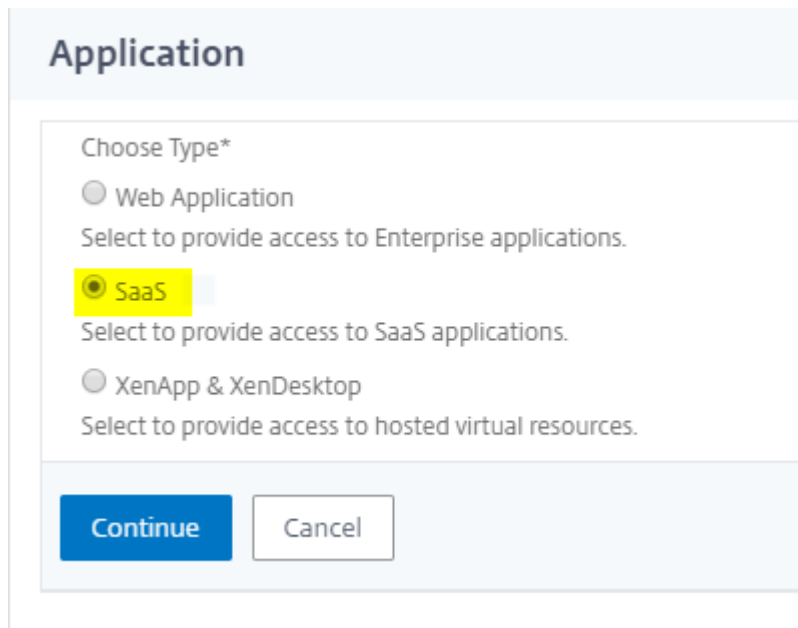 Application
Choose Type*
Web Application
Select to provide access to Enterprise applications.
SaaS
Select to provide access to SaaS applications.
XenApp & XenDesktop
Select to provide access to hosted virtual resources.
Continue
Cancel